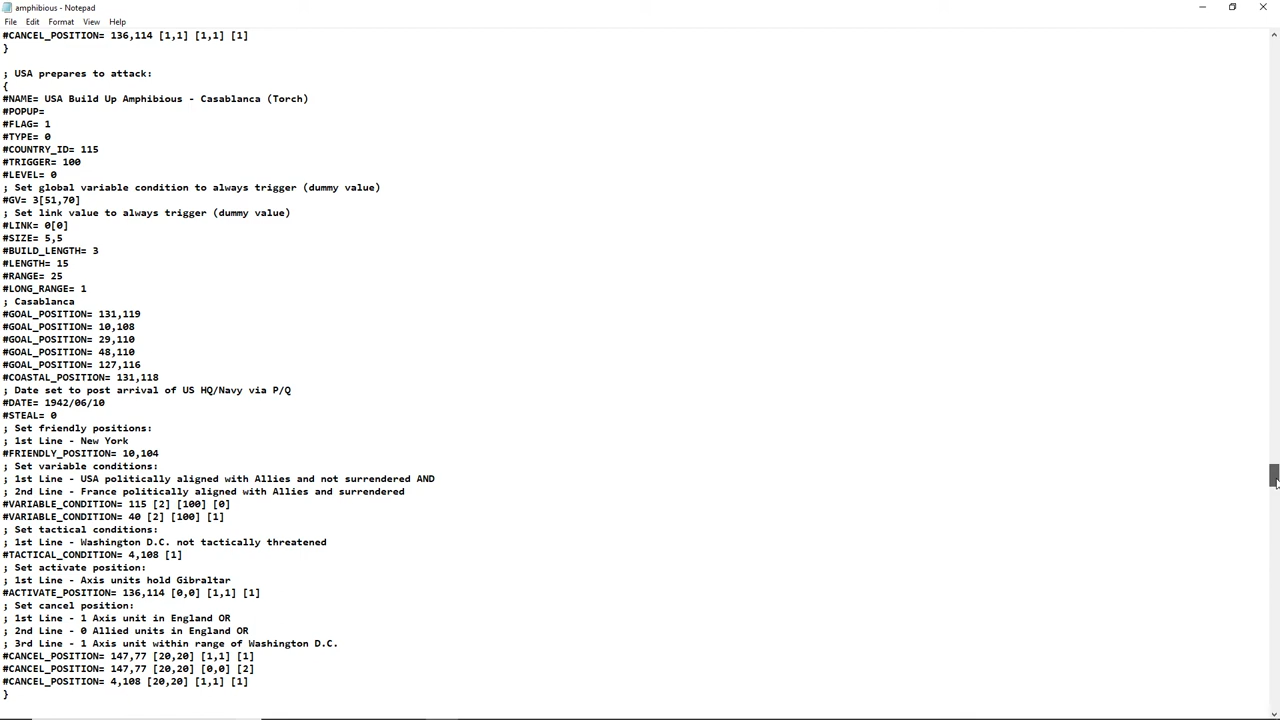 amphibious - Notepad
File Edit Format View Help
#CANCEL_POSITION= 136,114 [1,1] [1,1] [1]
}
; USA prepares to attack:
{
#NAME= USA Build Up Amphibious - Casablanca (Torch)
#POPUP=
#FLAG= 1
#TYPE= 0
#COUNTRY_ID= 115
#TRIGGER= 100
#LEVEL= 0
; Set global variable condition to always trigger (dummy value)
#GV= 3[51,70]
; Set link value to always trigger (dummy value)
#LINK= 0[0]
#SIZE= 5,5
#BUILD_LENGTH= 3
#LENGTH= 15
#RANGE= 25
#LONG_RANGE= 1
; Casablanca
#GOAL_POSITION= 131,119
#GOAL_POSITION= 10,108
#GOAL_POSITION= 29,110
#GOAL_POSITION= 48,110
#GOAL_POSITION= 127,116
#COASTAL_POSITION= 131,118
; Date set to post arrival of US HQ/Navy via P/Q
#DATE= 1942/06/10
#STEAL= 0
; Set friendly positions:
; 1st Line - New York
#FRIENDLY_POSITION= 10,104
; Set variable conditions:
; 1st Line - USA politically aligned with Allies and not surrendered AND
; 2nd Line - France politically aligned with Allies and surrendered
#VARIABLE_CONDITION= 115 [2] [100] [0]
#VARIABLE_CONDITION= 40 [2] [100] [1]
; Set tactical conditions:
; 1st Line - Washington D.C. not tactically threatened
#TACTICAL_CONDITION= 4,108 [1]
; Set activate position:
; 1st Line - Axis units hold Gibraltar
#ACTIVATE_POSITION= 136,114 [0,0] [1,1] [1]
; Set cancel position:
; 1st Line - 1 Axis unit in England OR
; 2nd Line - 0 Allied units in England OR
; 3rd Line - 1 Axis unit within range of Washington D.C.
#CANCEL_POSITION= 147,77 [20,20] [1,1] [1]
#CANCEL_POSITION= 147,77 [20,20] [0,0] [2]
#CANCEL_POSITION= 4,108 [20,20] [1,1] [1]
}